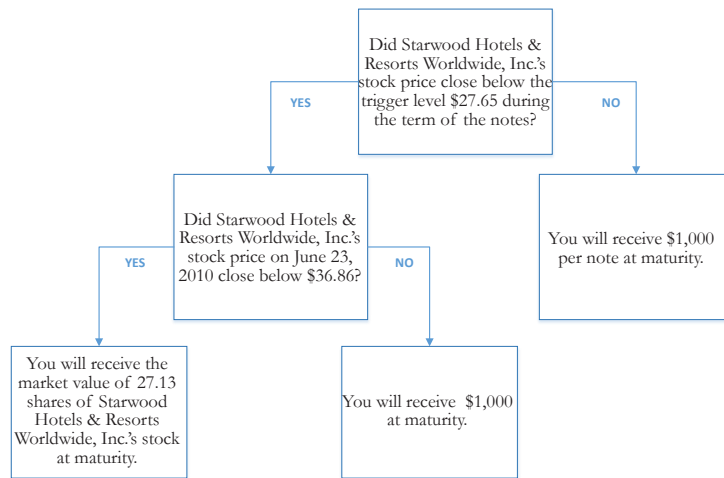 Did Starwood Hotels &
Resorts Worldwide, Inc.'s
stock price close below the
trigger level $27.65 during
the term of the notes?
YES
NO
Did Starwood Hotels &
Resorts Worldwide, Inc.'s
stock price on June 23,
2010 close below $36.86?
You will receive $1,000
per note at maturity.
YES
NO
You will receive the
market value of 27.13
shares of Starwood
Hotels & Resorts
Worldwide, Inc.'s stock
at maturity.
You will receive $1,000
at maturity.